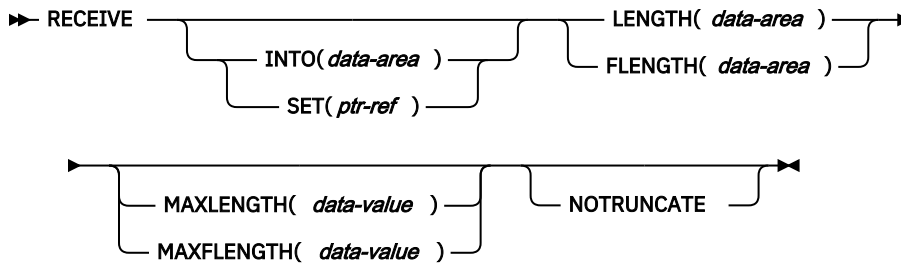 RECEIVE LENGTH( data-area )
INTO( data-area ) FLENGTH( data-area )
SET( ptr-ref )
MAXLENGTH( data-value ) NOTRUNCATE
MAXFLENGTH( data-value )